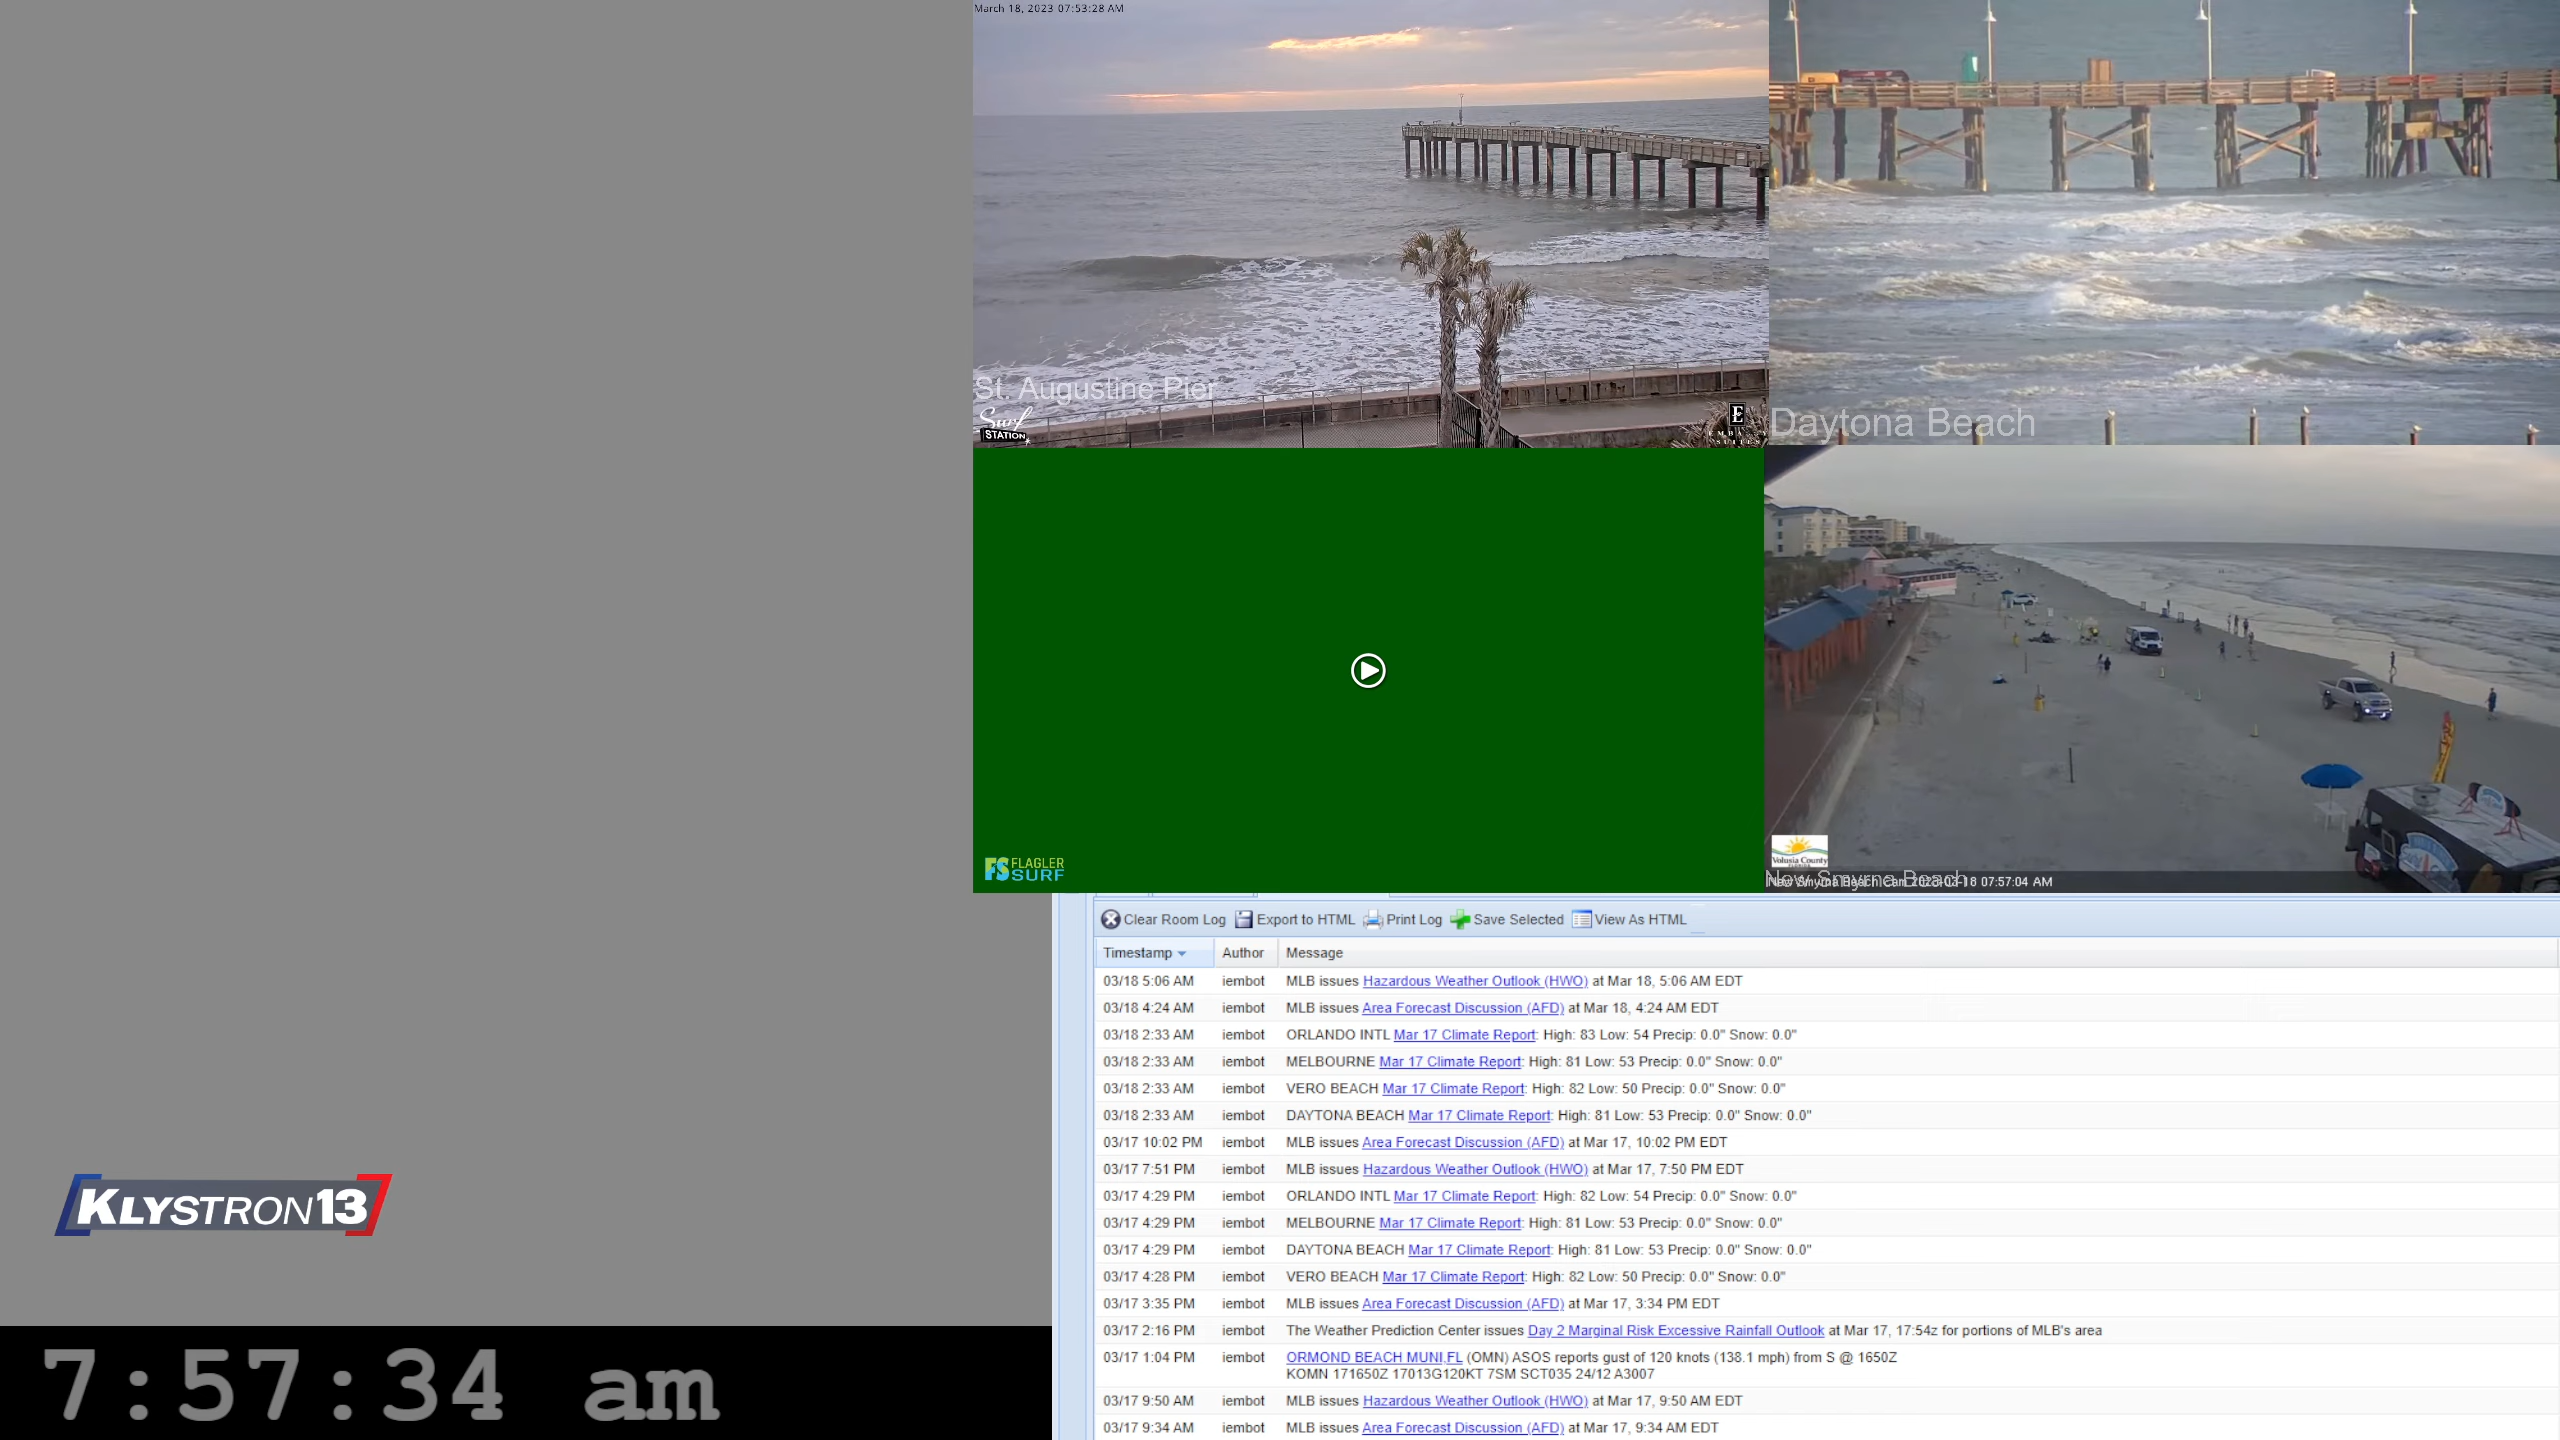 March 18, 2023 07:53:28 AM
St. Augustine Pier
Surf
STATION
E
Daytona Beach
FS FLAGLER
SURF
Volusia County
New Smyrna Beach
New Smyrna Beach Cam 2023-03-18 07:57:04 AM
Clear Room Log Export to HTML Print Log Save Selected View As HTML
Timestamp Author Message
03/18 5:06 AM iembot MLB issues Hazardous Weather Outlook (HWO) at Mar 18, 5:06 AM EDT
03/18 4:24 AM iembot MLB issues Area Forecast Discussion (AFD) at Mar 18, 4:24 AM EDT
03/18 2:33 AM iembot ORLANDO INTL Mar 17 Climate Report: High: 83 Low: 54 Precip: 0.0" Snow: 0.0"
03/18 2:33 AM iembot MELBOURNE Mar 17 Climate Report: High: 81 Low: 53 Precip: 0.0" Snow: 0.0"
03/18 2:33 AM iembot VERO BEACH Mar 17 Climate Report: High: 82 Low: 50 Precip: 0.0" Snow: 0.0"
03/18 2:33 AM iembot DAYTONA BEACH Mar 17 Climate Report: High: 81 Low: 53 Precip: 0.0" Snow: 0.0"
03/17 10:02 PM iembot MLB issues Area Forecast Discussion (AFD) at Mar 17, 10:02 PM EDT
03/17 7:51 PM iembot MLB issues Hazardous Weather Outlook (HWO) at Mar 17, 7:50 PM EDT
03/17 4:29 PM iembot ORLANDO INTL Mar 17 Climate Report: High: 82 Low: 54 Precip: 0.0" Snow: 0.0"
03/17 4:29 PM iembot MELBOURNE Mar 17 Climate Report: High: 81 Low: 53 Precip: 0.0" Snow: 0.0"
03/17 4:29 PM iembot DAYTONA BEACH Mar 17 Climate Report: High: 81 Low: 53 Precip: 0.0" Snow: 0.0"
03/17 4:28 PM iembot VERO BEACH Mar 17 Climate Report: High: 82 Low: 50 Precip: 0.0" Snow: 0.0"
03/17 3:35 PM iembot MLB issues Area Forecast Discussion (AFD) at Mar 17, 3:34 PM EDT
03/17 2:16 PM iembot The Weather Prediction Center issues Day 2 Marginal Risk Excessive Rainfall Outlook at Mar 17, 17:54z for portions of MLB's area
03/17 1:04 PM iembot ORMOND BEACH MUNI,FL (OMN) ASOS reports gust of 120 knots (138.1 mph) from S @ 1650Z
KOMN 171650Z 17013G120KT 7SM SCT035 24/12 A3007
03/17 9:50 AM iembot MLB issues Hazardous Weather Outlook (HWO) at Mar 17, 9:50 AM EDT
03/17 9:34 AM iembot MLB issues Area Forecast Discussion (AFD) at Mar 17, 9:34 AM EDT
KLYSTRON 13
7:57:34 am